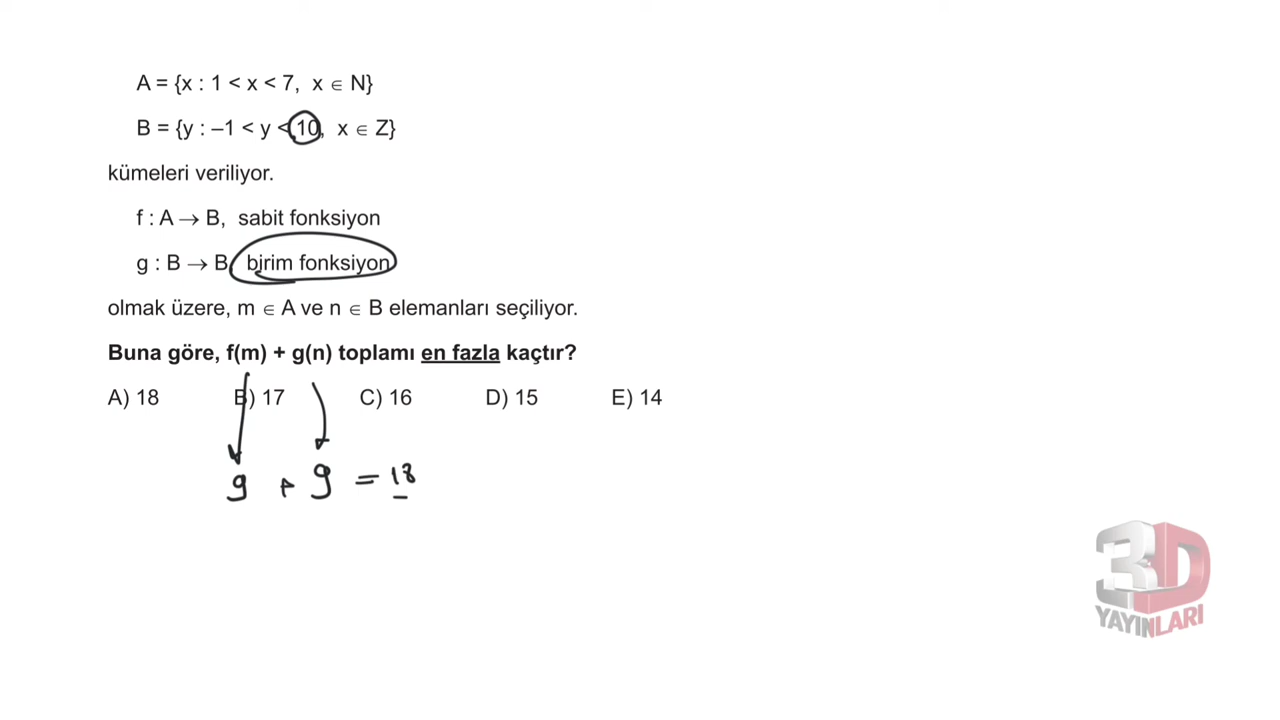 A = {x : 1 < x < 7, x ∈ N}
B = {y : –1 < y < 10, x ∈ Z}
kümeleri veriliyor.
f : A → B, sabit fonksiyon
g : B → B, birim fonksiyon
olmak üzere, m ∈ A ve n ∈ B elemanları seçiliyor.
Buna göre, f(m) + g(n) toplamı en fazla kaçtır?
A) 18 B) 17 C) 16 D) 15 E) 14
9 + 9 = 18
3D
YAYINLARI